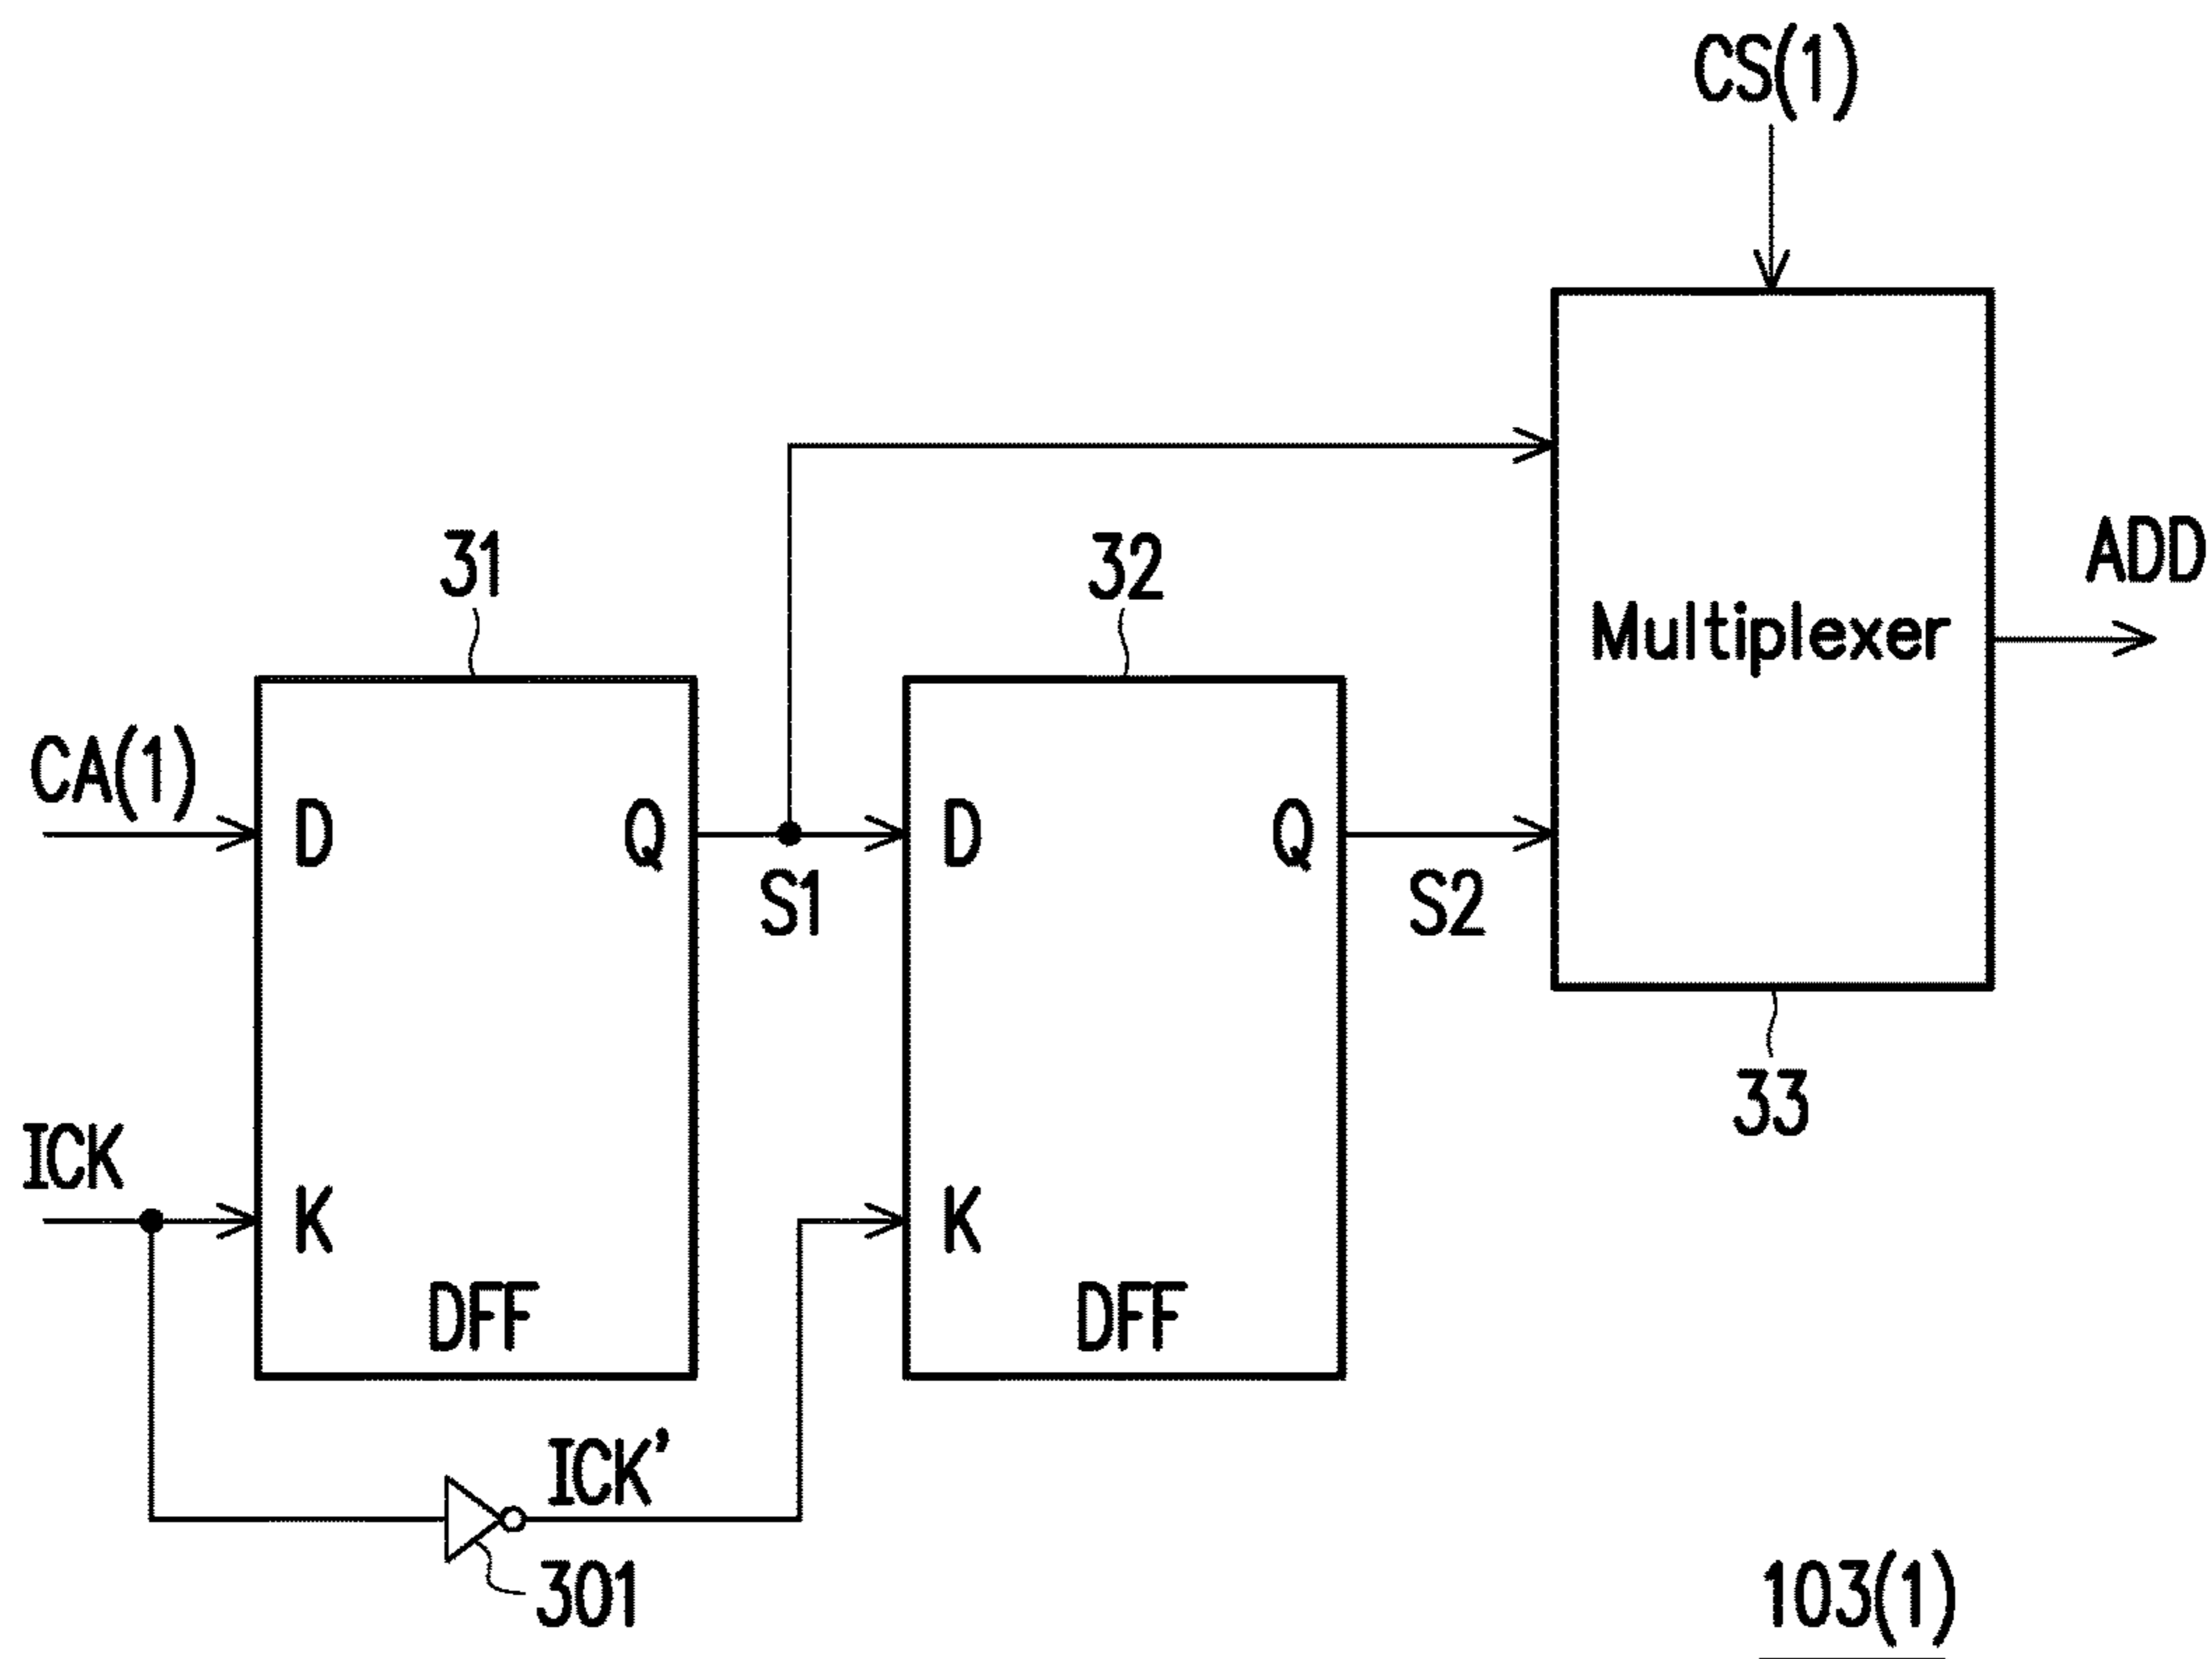 CS(1)
31
32
ADD
Multiplexer
CA(1)
D
Q
D
Q
S1
S2
33
ICK
K
K
DFF
DFF
ICK'
301
103(1)